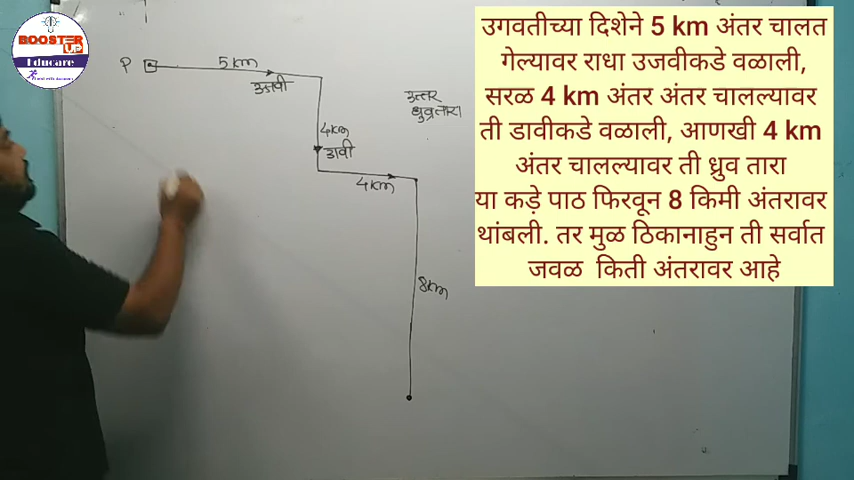 BOOSTER
UP
Educare
P
5 km
उजवी
4km
डावी
4km
8km
उत्तर
ध्रुवतारा
उगवतीच्या दिशेने 5 km अंतर चालत
गेल्यावर राधा उजवीकडे वळाली,
सरळ 4 km अंतर अंतर चालल्यावर
ती डावीकडे वळाली, आणखी 4 km
अंतर चालल्यावर ती ध्रुव तारा
या कड़े पाठ फिरवून 8 किमी अंतरावर
थांबली. तर मुळ ठिकानाहुन ती सर्वात
जवळ किती अंतरावर आहे